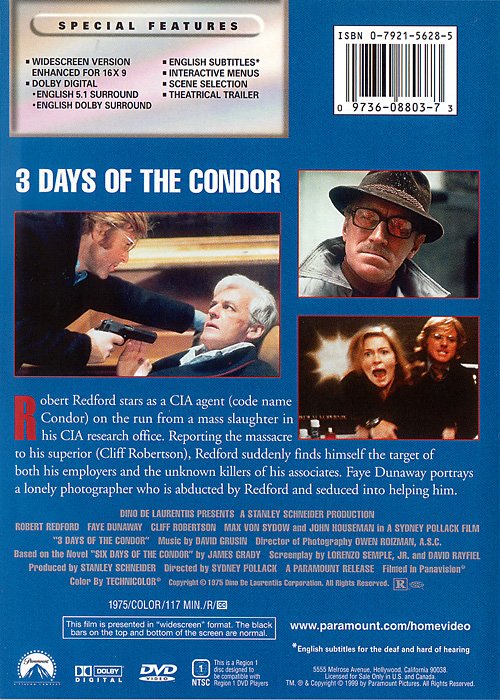 SPECIAL FEATURES
▪ WIDESCREEN VERSION
ENHANCED FOR 16 X 9
▪ DOLBY DIGITAL
•ENGLISH 5.1 SURROUND
•ENGLISH DOLBY SURROUND
▪ ENGLISH SUBTITLES*
▪ INTERACTIVE MENUS
▪ SCENE SELECTION
▪ THEATRICAL TRAILER
ISBN 0-7921-5628-5
0 9736-08803-7 3
3 DAYS OF THE CONDOR
Robert Redford stars as a CIA agent (code name
Condor) on the run from a mass slaughter in
his CIA research office. Reporting the massacre
to his superior (Cliff Robertson), Redford suddenly finds himself the target of
both his employers and the unknown killers of his associates. Faye Dunaway portrays
a lonely photographer who is abducted by Redford and seduced into helping him.
DINO DE LAURENTIIS PRESENTS A STANLEY SCHNEIDER PRODUCTION
ROBERT REDFORD FAYE DUNAWAY CLIFF ROBERTSON MAX VON SYDOW and JOHN HOUSEMAN in A SYDNEY POLLACK FILM
"3 DAYS OF THE CONDOR" Music by DAVID GRUSIN Director of Photography OWEN ROIZMAN, A.S.C.
Based on the Novel "SIX DAYS OF THE CONDOR" by JAMES GRADY Screenplay by LORENZO SEMPLE, JR. and DAVID RAYFIEL
Produced by STANLEY SCHNEIDER Directed by SYDNEY POLLACK A PARAMOUNT RELEASE Filmed in Panavision®
Color By TECHNICOLOR® Copyright © 1975 Dino De Laurentiis Corporation. All Rights Reserved. R
1975/COLOR/117 MIN./R/CC
This film is presented in "widescreen" format. The black
bars on the top and bottom of the screen are normal.
www.paramount.com/homevideo
*English subtitles for the deaf and hard of hearing
Paramount
DOLBY
DIGITAL
DVD
VIDEO
1
NTSC
This is a Region 1
disc designed to
be compatible with
Region 1 DVD Players
5555 Melrose Avenue, Hollywood, California 90038.
Licensed for Sale Only in U.S. and Canada.
TM, ® & Copyright © 1999 by Paramount Pictures. All Rights Reserved.